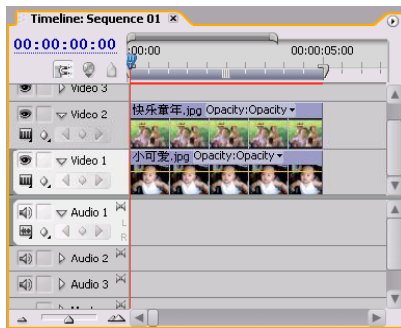 Timeline: Sequence 01
00:00:00:00
:00:00
00:00:05:00
Video 3
Video 2
快乐童年.jpg Opacity:Opacity
Video 1
小可爱.jpg Opacity:Opacity
Audio 1
L
R
Audio 2
Audio 3